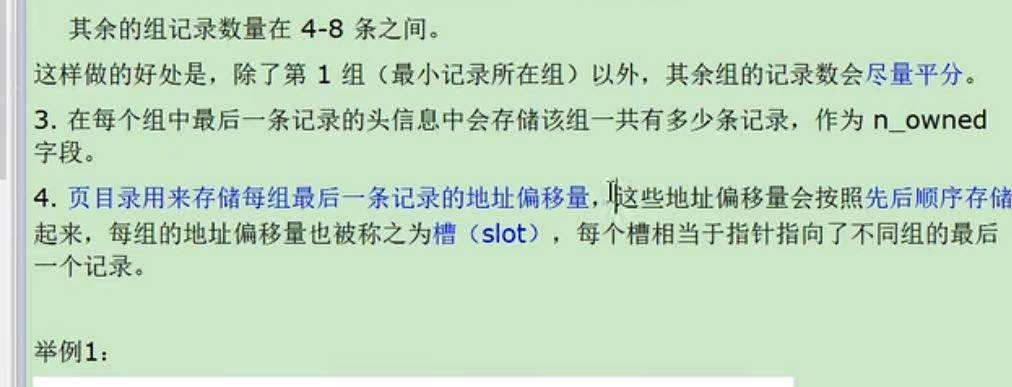 其余的组记录数量在 4-8 条之间。
这样做的好处是，除了第 1 组（最小记录所在组）以外，其余组的记录数会尽量平分。
3. 在每个组中最后一条记录的头信息中会存储该组一共有多少条记录，作为 n_owned
字段。
4. 页目录用来存储每组最后一条记录的地址偏移量，这些地址偏移量会按照先后顺序存储
起来，每组的地址偏移量也被称之为槽（slot），每个槽相当于指针指向了不同组的最后
一个记录。
举例1：